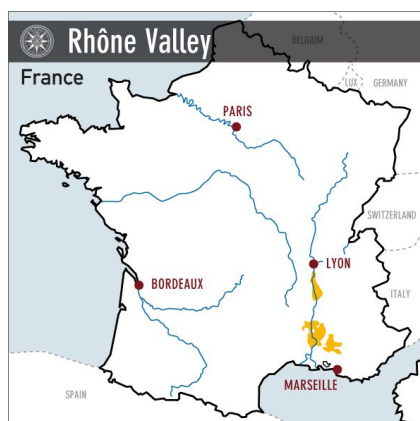 Rhône Valley
France
BELGIUM
LUX
GERMANY
PARIS
SWITZERLAND
LYON
BORDEAUX
ITALY
MARSEILLE
SPAIN